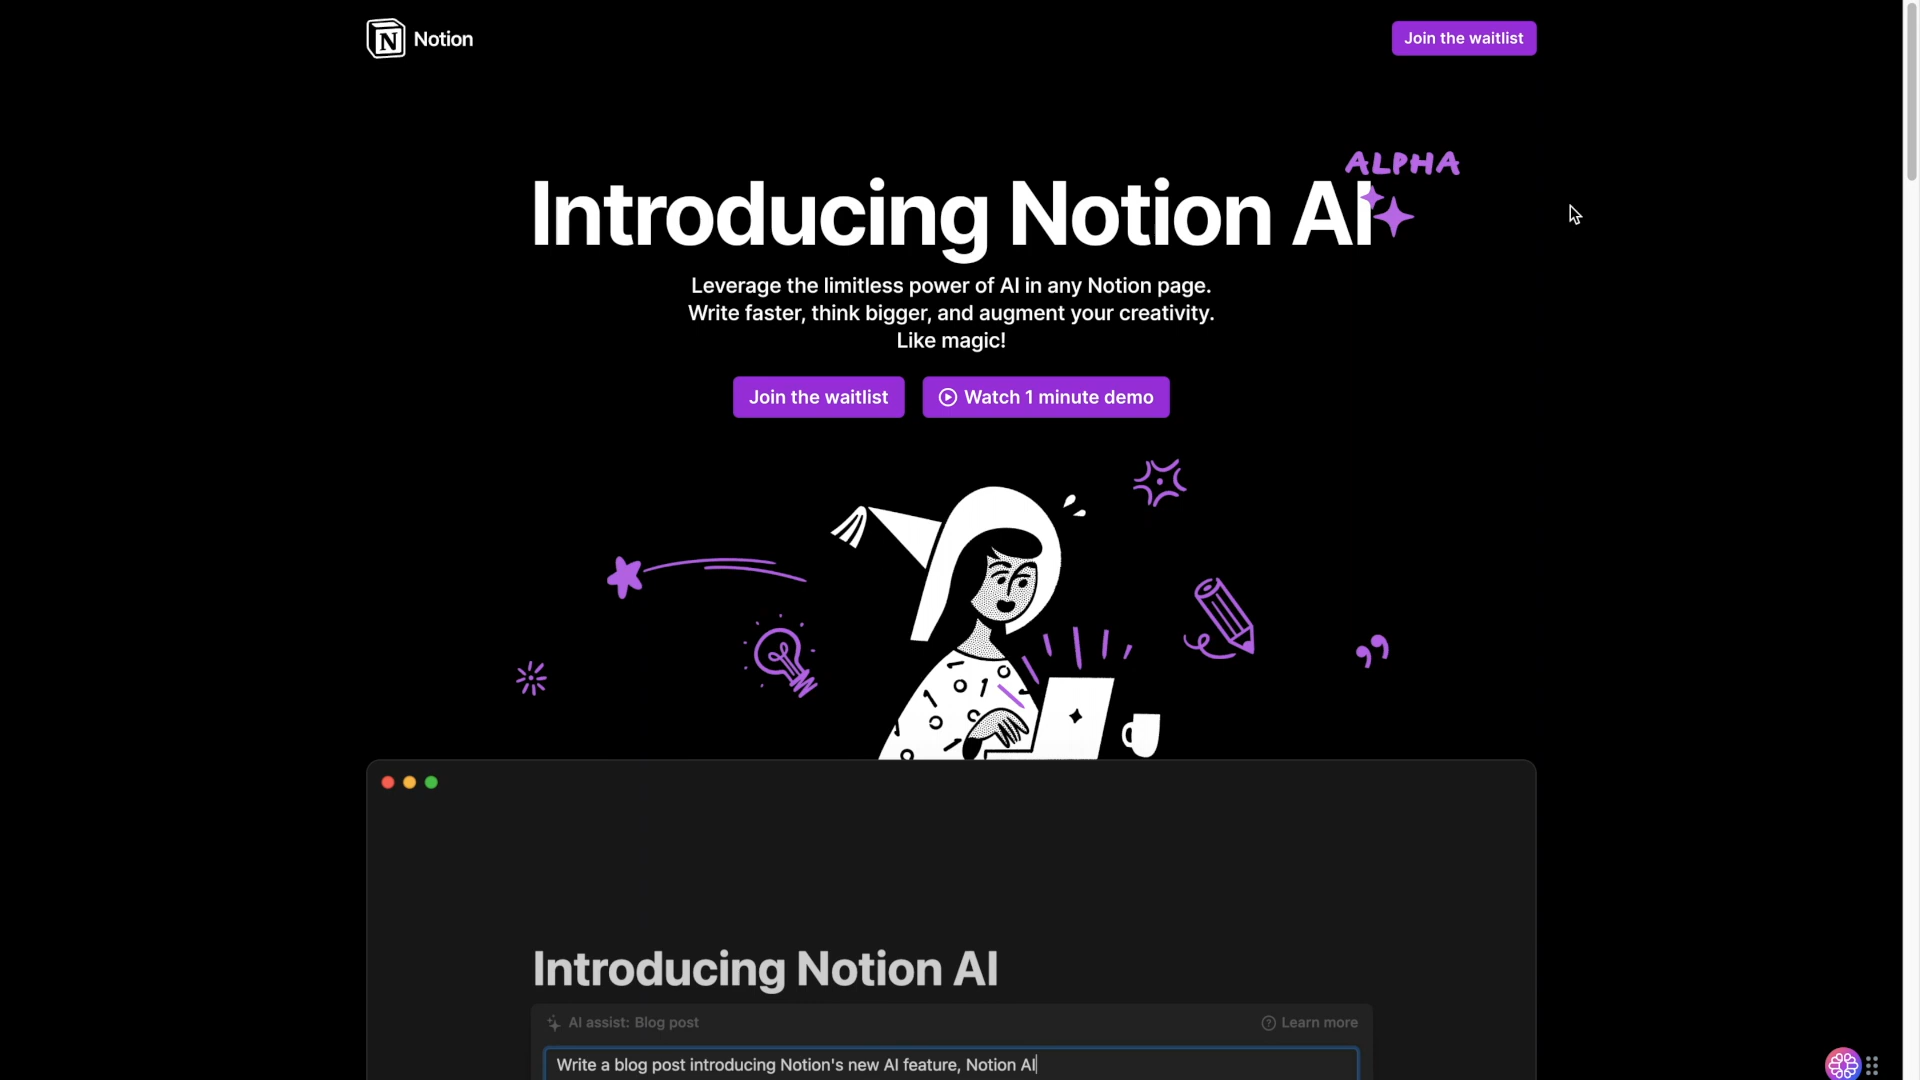 N Notion
Join the waitlist
ALPHA
Introducing Notion AI
Leverage the limitless power of AI in any Notion page.
Write faster, think bigger, and augment your creativity.
Like magic!
Join the waitlist
Watch 1 minute demo
Introducing Notion AI
AI assist: Blog post
Learn more
Write a blog post introducing Notion's new AI feature, Notion AI